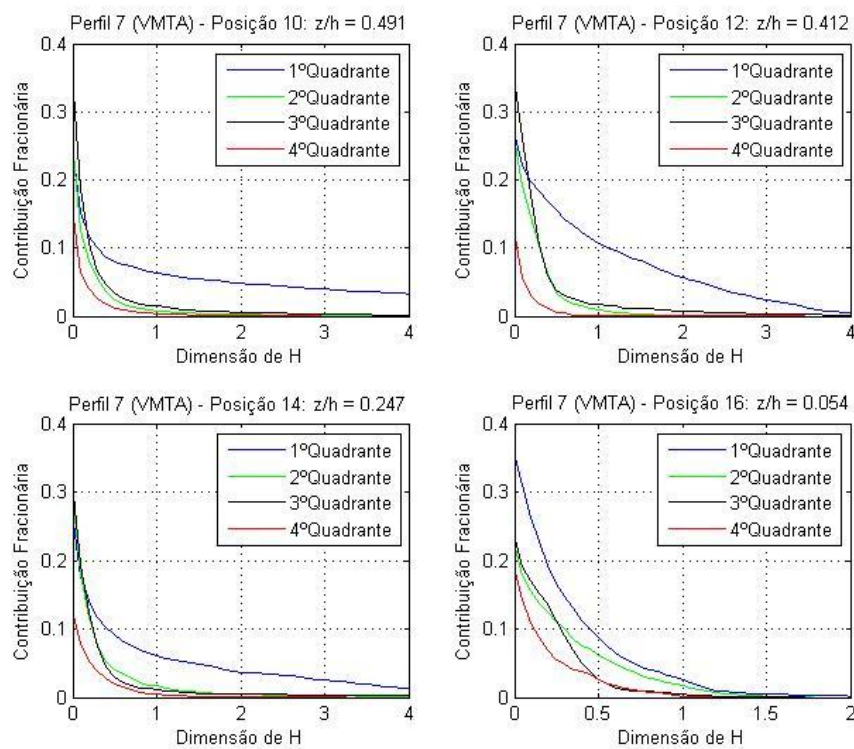 Perfil 7 (VMTA) - Posição 10: z/h = 0.491
0.4
0.3
0.2
0.1
0
Contribuição Fracionária
1ºQuadrante
2ºQuadrante
3ºQuadrante
4ºQuadrante
0 1 2 3 4
Dimensão de H
Perfil 7 (VMTA) - Posição 12: z/h = 0.412
0.4
0.3
0.2
0.1
0
Contribuição Fracionária
1ºQuadrante
2ºQuadrante
3ºQuadrante
4ºQuadrante
0 1 2 3 4
Dimensão de H
Perfil 7 (VMTA) - Posição 14: z/h = 0.247
0.4
0.3
0.2
0.1
0
Contribuição Fracionária
1ºQuadrante
2ºQuadrante
3ºQuadrante
4ºQuadrante
0 1 2 3 4
Dimensão de H
Perfil 7 (VMTA) - Posição 16: z/h = 0.054
0.4
0.3
0.2
0.1
0
Contribuição Fracionária
1ºQuadrante
2ºQuadrante
3ºQuadrante
4ºQuadrante
0 0.5 1 1.5 2
Dimensão de H